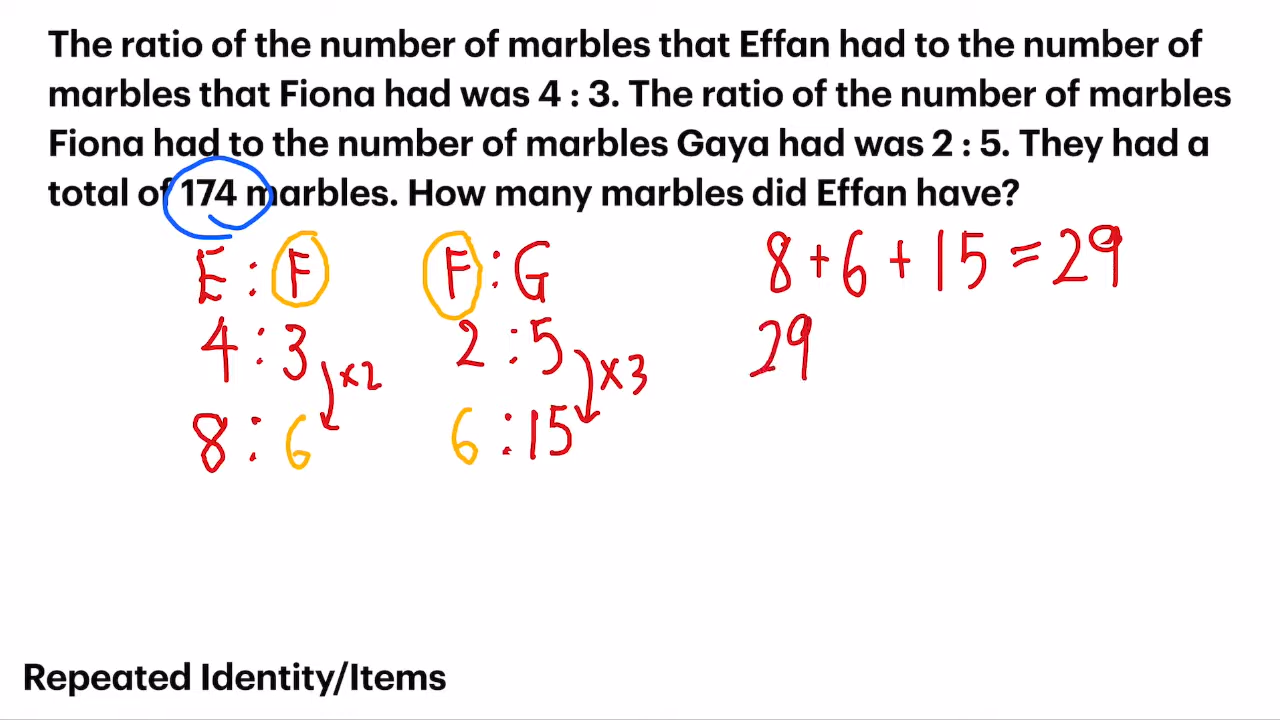 The ratio of the number of marbles that Effan had to the number of
marbles that Fiona had was 4 : 3. The ratio of the number of marbles
Fiona had to the number of marbles Gaya had was 2 : 5. They had a
total of 174 marbles. How many marbles did Effan have?
E : F F : G 8 + 6 + 15 = 29
4 : 3 2 : 5 29
×2 ×3
8 : 6 6 : 15
Repeated Identity/Items